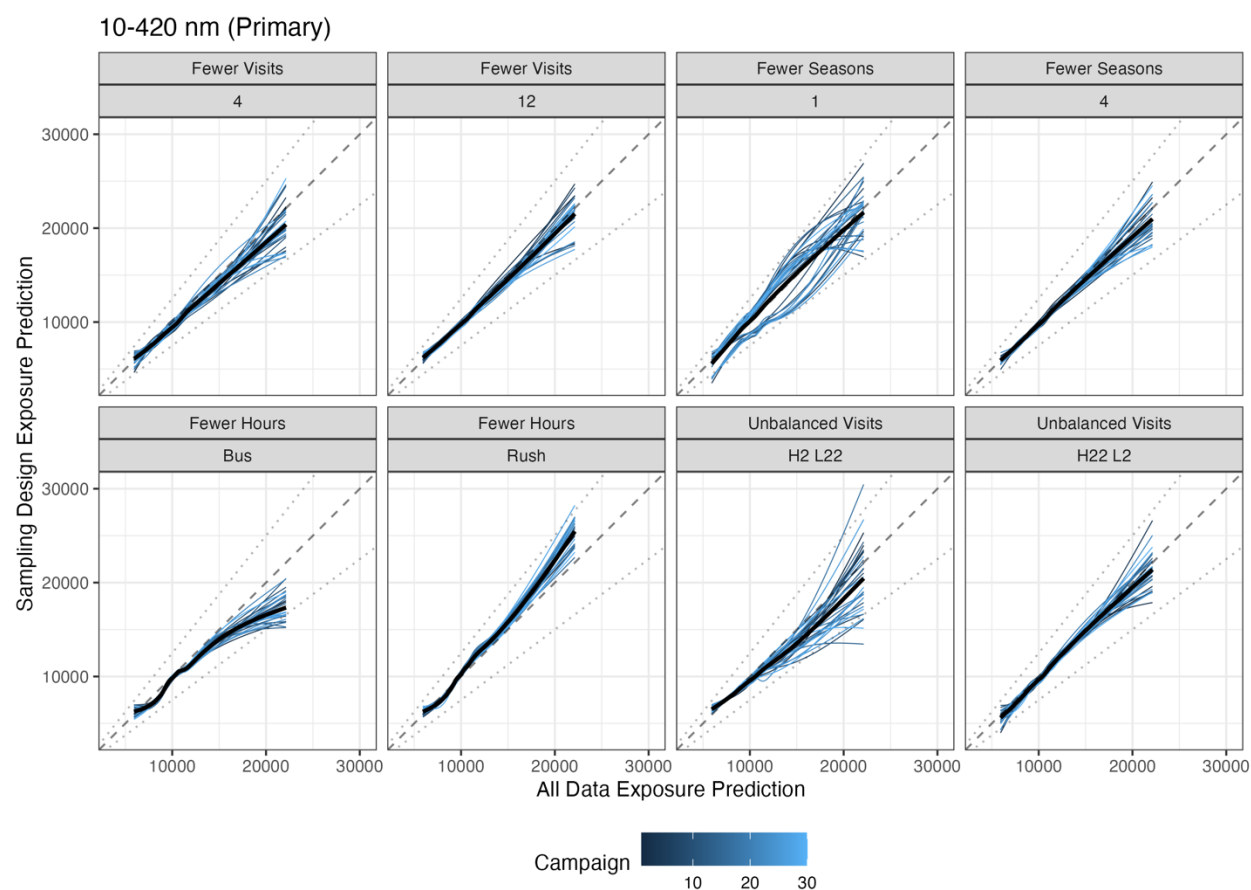 10-420 nm (Primary)
Fewer Visits
Fewer Visits
Fewer Seasons
Fewer Seasons
4
12
1
4
30000
20000
10000
Fewer Hours
Fewer Hours
Unbalanced Visits
Unbalanced Visits
Bus
Rush
H2 L22
H22 L2
30000
20000
10000
10000 20000 30000
10000 20000 30000
10000 20000 30000
10000 20000 30000
Sampling Design Exposure Prediction
All Data Exposure Prediction
Campaign
10 20 30